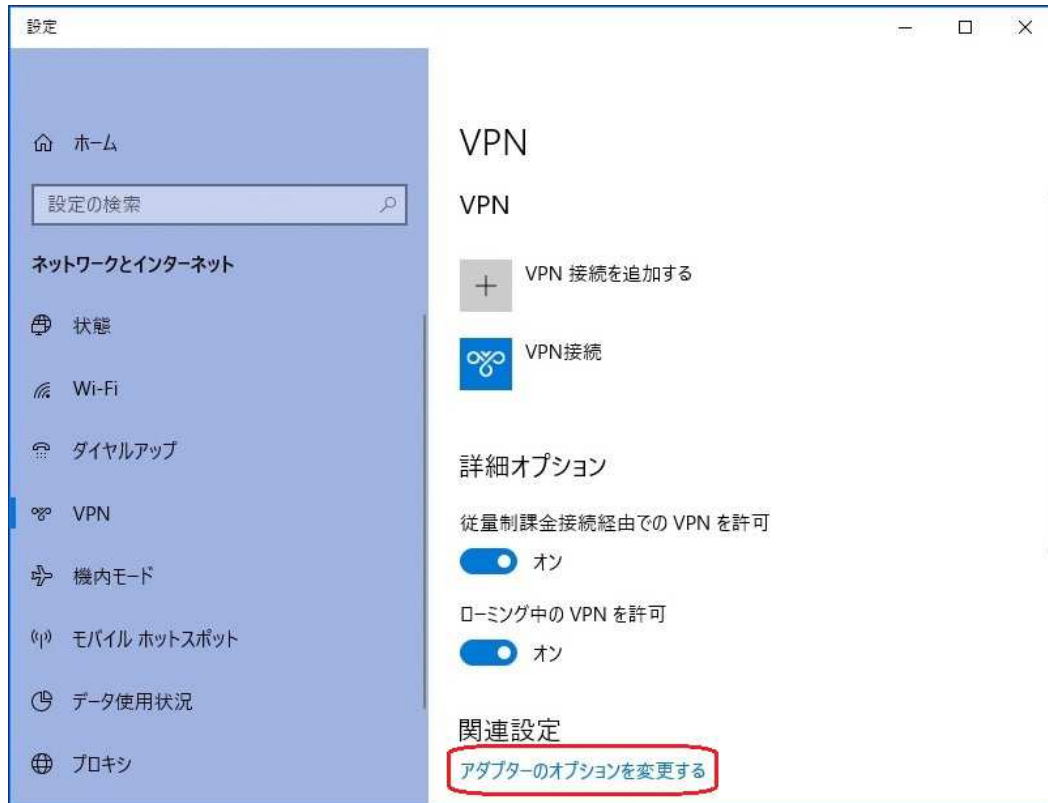 設定
ホーム
設定の検索
ネットワークとインターネット
状態
Wi-Fi
ダイヤルアップ
VPN
機内モード
モバイル ホットスポット
データ使用状況
プロキシ
VPN
VPN
VPN 接続を追加する
VPN接続
詳細オプション
従量制課金接続経由での VPN を許可
オン
ローミング中の VPN を許可
オン
関連設定
アダプターのオプションを変更する